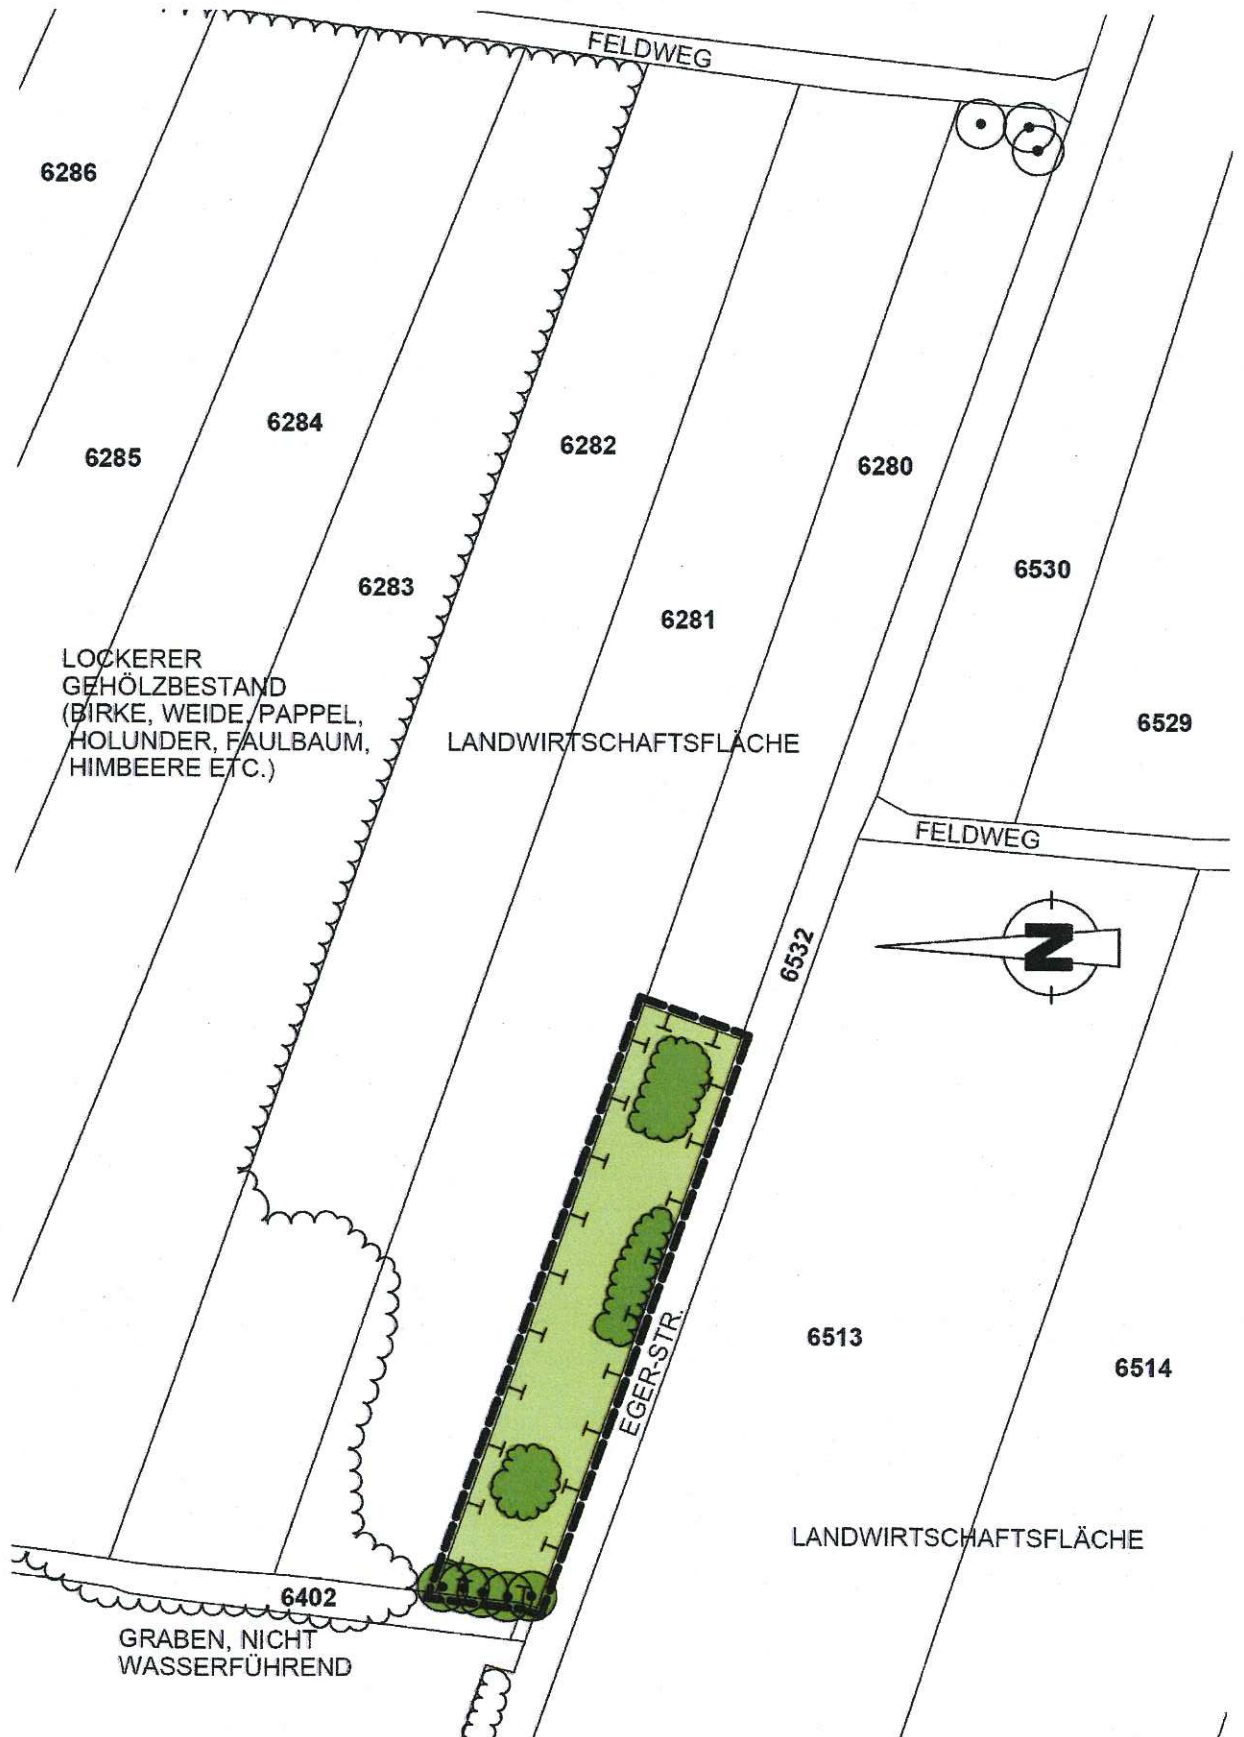 FELDWEG
6286
6284
6285
6282
6280
6283
6281
6530
LOCKERER
GEHÖLZBESTAND
(BIRKE, WEIDE, PAPPEL,
HOLUNDER, FAULBAUM,
HIMBEERE ETC.)
LANDWIRTSCHAFTSFLÄCHE
6529
FELDWEG
6532
N
EGER-STR.
6513
6514
LANDWIRTSCHAFTSFLÄCHE
6402
GRABEN, NICHT
WASSERFÜHREND